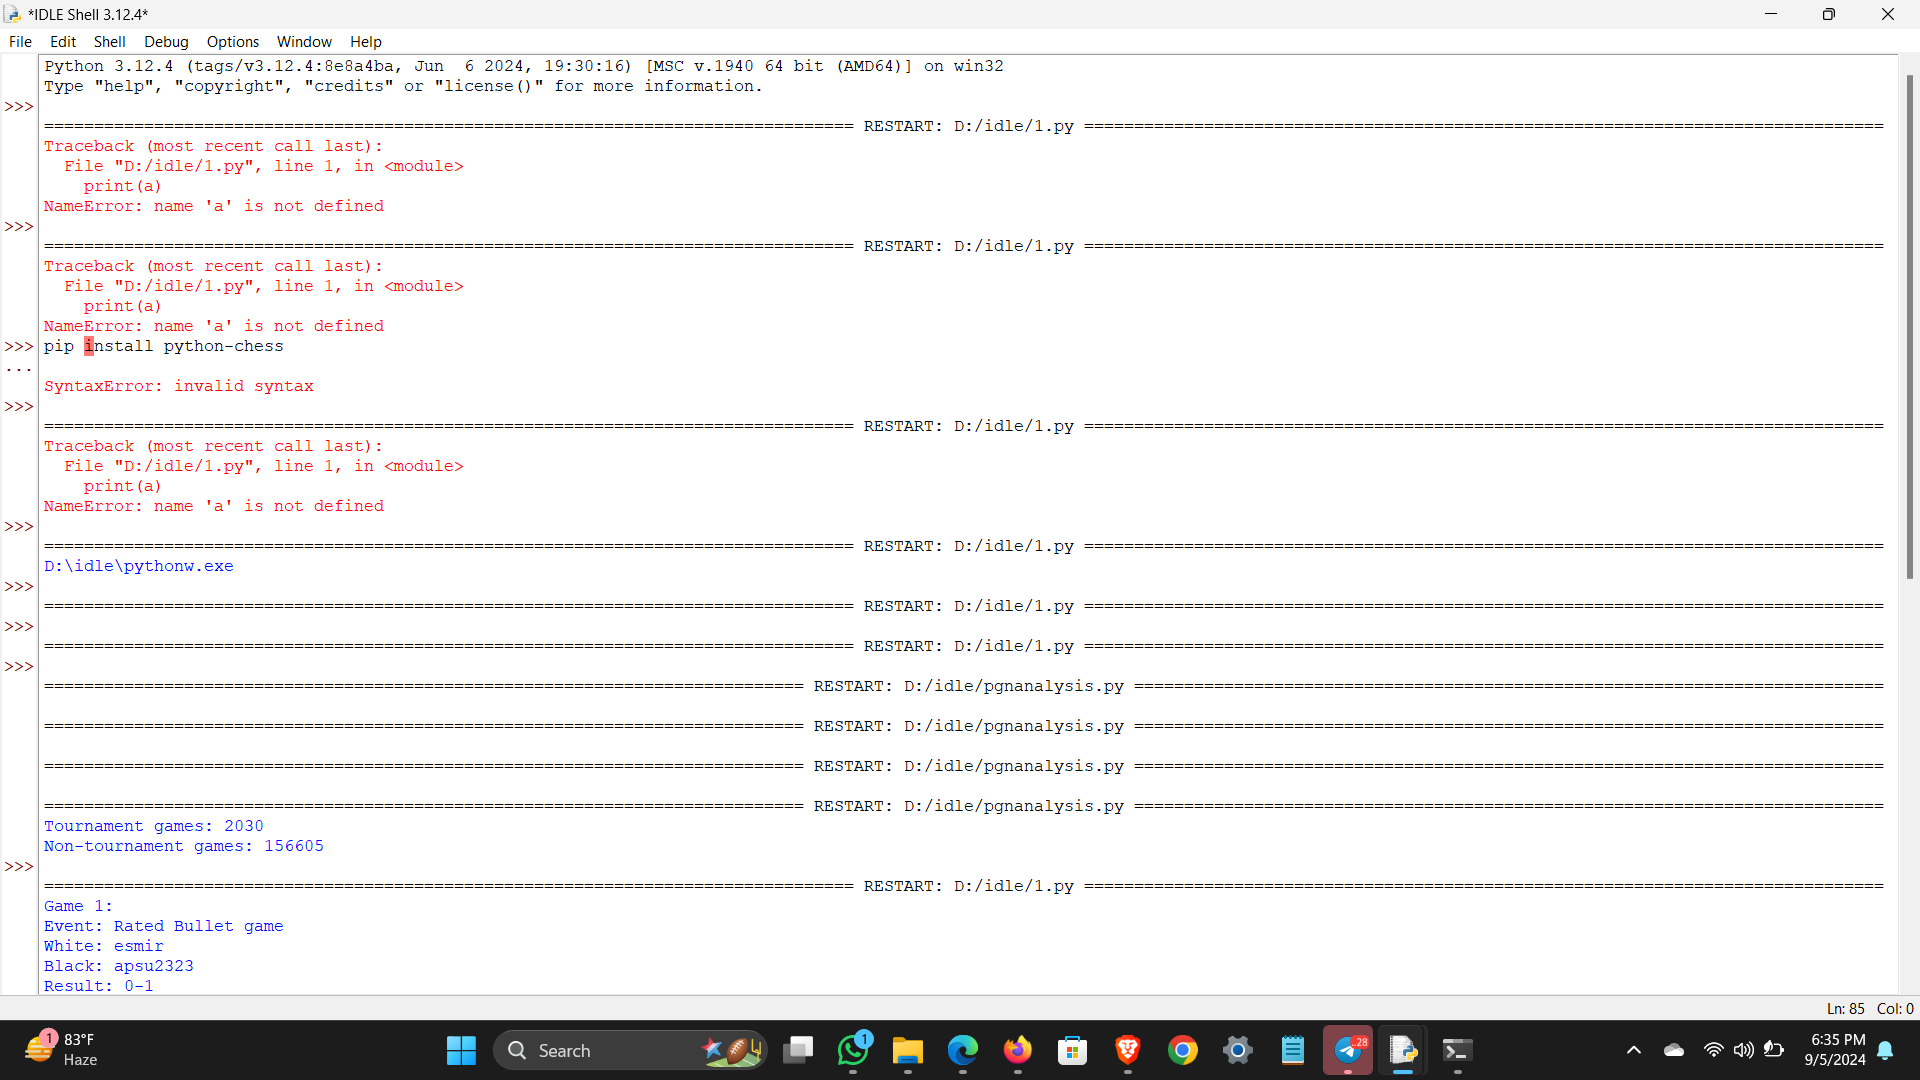 *IDLE Shell 3.12.4*
File Edit Shell Debug Options Window Help
Python 3.12.4 (tags/v3.12.4:8e8a4ba, Jun  6 2024, 19:30:16) [MSC v.1940 64 bit (AMD64)] on win32
Type "help", "copyright", "credits" or "license()" for more information.
>>>
================================================================================= RESTART: D:/idle/1.py ================================================================================
Traceback (most recent call last):
  File "D:/idle/1.py", line 1, in <module>
    print(a)
NameError: name 'a' is not defined
>>>
================================================================================= RESTART: D:/idle/1.py ================================================================================
Traceback (most recent call last):
  File "D:/idle/1.py", line 1, in <module>
    print(a)
NameError: name 'a' is not defined
>>> pip install python-chess
...
SyntaxError: invalid syntax
>>>
================================================================================= RESTART: D:/idle/1.py ================================================================================
Traceback (most recent call last):
  File "D:/idle/1.py", line 1, in <module>
    print(a)
NameError: name 'a' is not defined
>>>
================================================================================= RESTART: D:/idle/1.py ================================================================================
D:\idle\pythonw.exe
>>>
================================================================================= RESTART: D:/idle/1.py ================================================================================
>>>
================================================================================= RESTART: D:/idle/1.py ================================================================================
>>>
============================================================================ RESTART: D:/idle/pgnanalysis.py ===========================================================================
============================================================================ RESTART: D:/idle/pgnanalysis.py ===========================================================================
============================================================================ RESTART: D:/idle/pgnanalysis.py ===========================================================================
============================================================================ RESTART: D:/idle/pgnanalysis.py ===========================================================================
Tournament games: 2030
Non-tournament games: 156605
>>>
================================================================================= RESTART: D:/idle/1.py ================================================================================
Game 1:
Event: Rated Bullet game
White: esmir
Black: apsu2323
Result: 0-1
Ln: 85 Col: 0
1
83°F
Haze
Search
1
..28
6:35 PM
9/5/2024